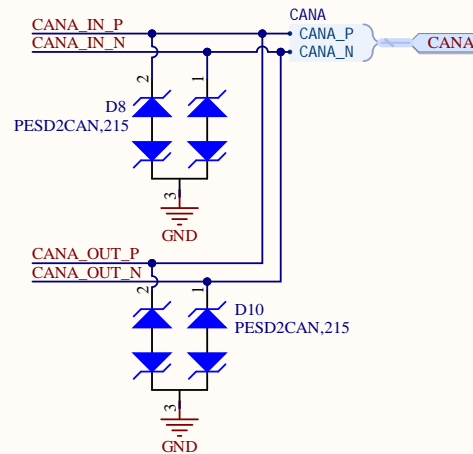 CANA
CANA_IN_P
CANA_P
CANA_IN_N
CANA_N
CANA
2
1
D8
PESD2CAN,215
3
GND
CANA_OUT_P
CANA_OUT_N
2
1
D10
PESD2CAN,215
3
GND